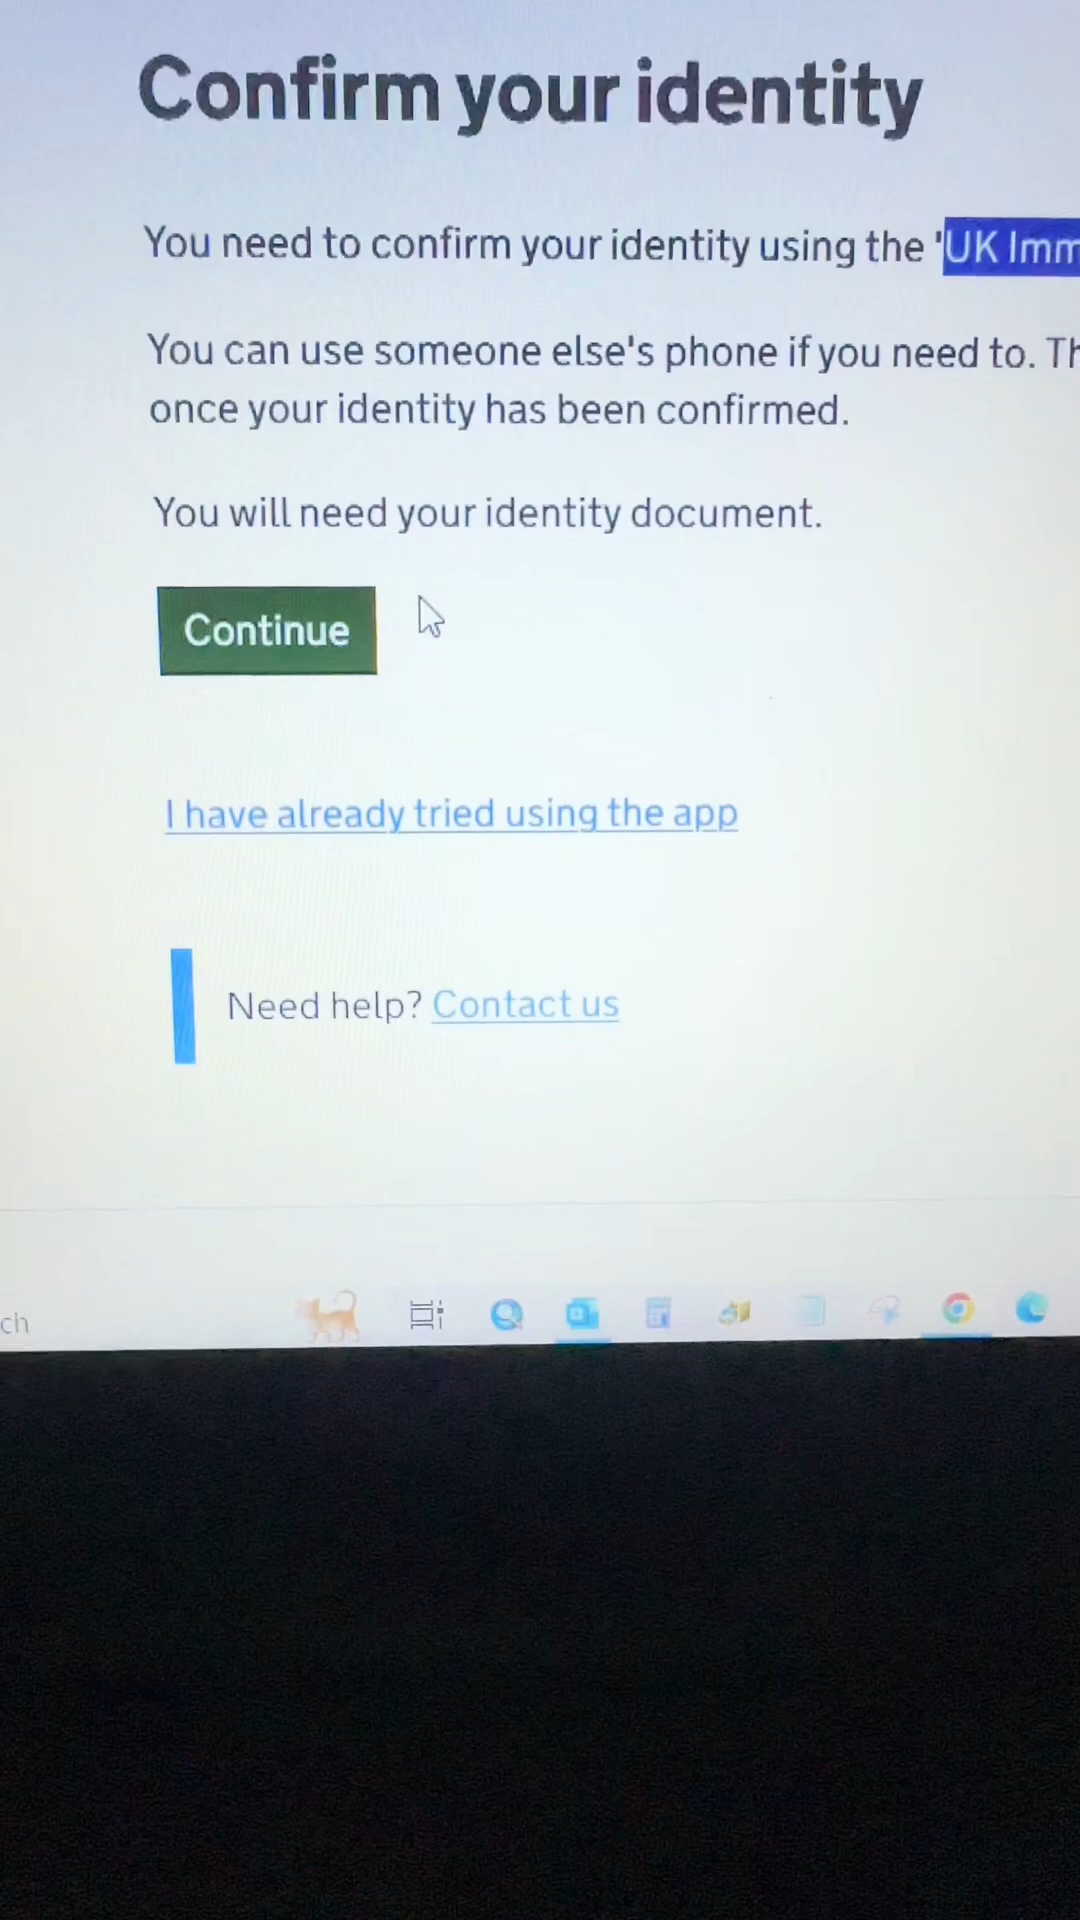 Confirm your identity
You need to confirm your identity using the 'UK Imm
You can use someone else's phone if you need to. Th
once your identity has been confirmed.
You will need your identity document.
Continue
I have already tried using the app
Need help? Contact us
ch